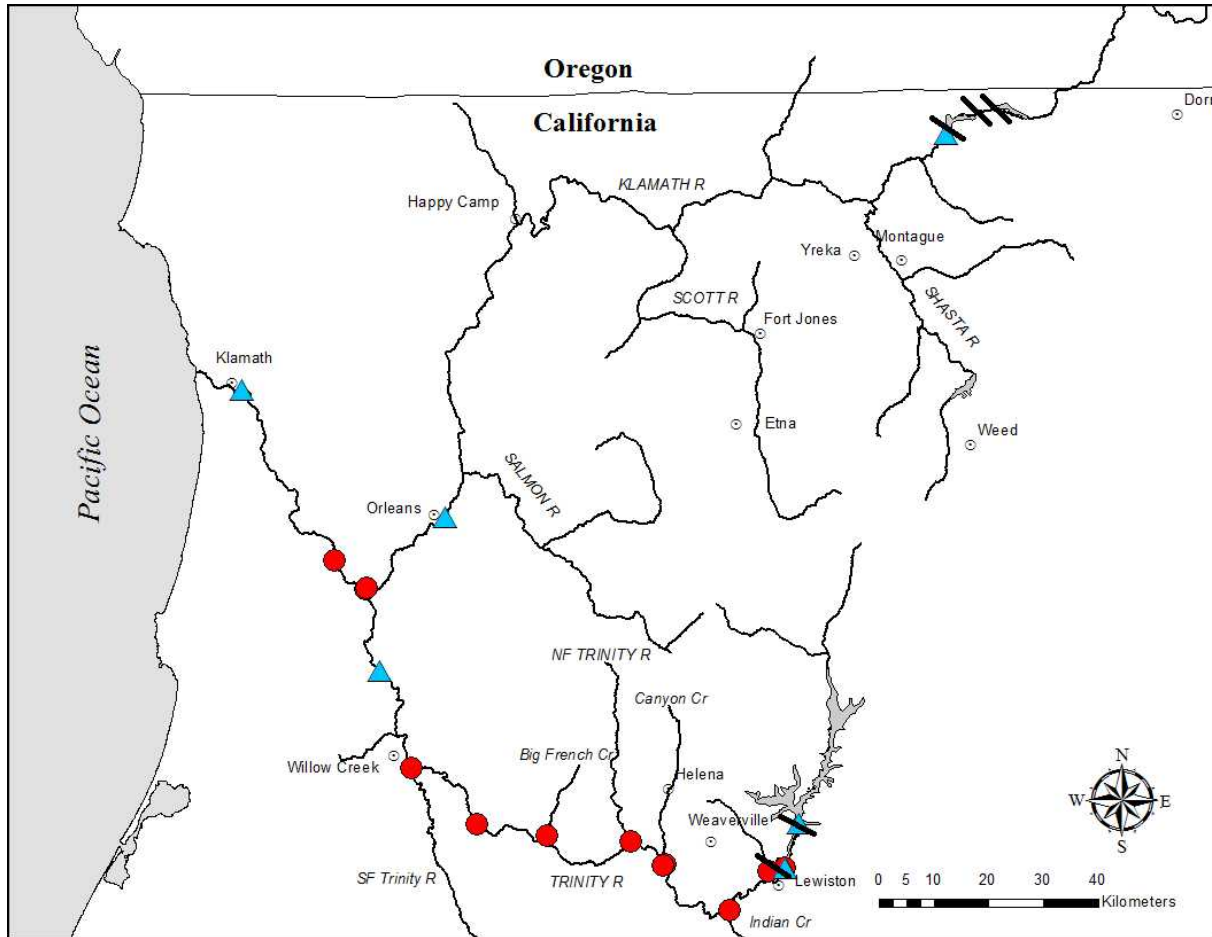 Oregon
California
Dorr
KLAMATH R
Happy Camp
Yreka
Montague
SCOTT R
SHASTA R
Fort Jones
Klamath
Pacific Ocean
Etna
Weed
SALMON R
Orleans
NF TRINITY R
Canyon Cr
Big French Cr
Willow Creek
Helena
Weaverville
N
W
E
S
SF Trinity R
TRINITY R
Lewiston
Indian Cr
0 5 10 20 30 40
Kilometers